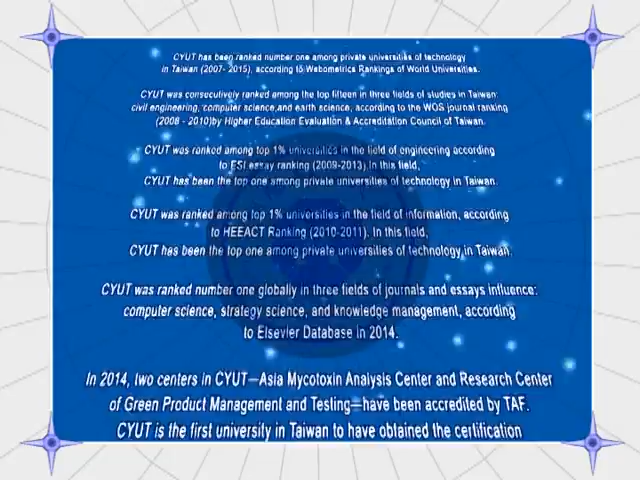 CYUT has been ranked number one among private universities of technology
in Taiwan (2007- 2015), according to Webometrics Rankings of World Universities.
CYUT was consecutively ranked among the top fifteen in three fields of studies in Taiwan:
civil engineering, computer science,and earth science, according to the WOS journal ranking
(2008 - 2010)by Higher Education Evaluation & Accreditation Council of Taiwan.
CYUT was ranked among top 1% universities in the field of engineering according
to ESI essay ranking (2009-2013).In this field,
CYUT has been the top one among private universities of technology in Taiwan.
CYUT was ranked among top 1% universities in the field of information, according
to HEEACT Ranking (2010-2011). In this field,
CYUT has been the top one among private universities of technology in Taiwan.
CYUT was ranked number one globally in three fields of journals and essays influence:
computer science, strategy science, and knowledge management, according
to Elsevier Database in 2014.
In 2014, two centers in CYUT—Asia Mycotoxin Analysis Center and Research Center
of Green Product Management and Testing—have been accredited by TAF.
CYUT is the first university in Taiwan to have obtained the certification